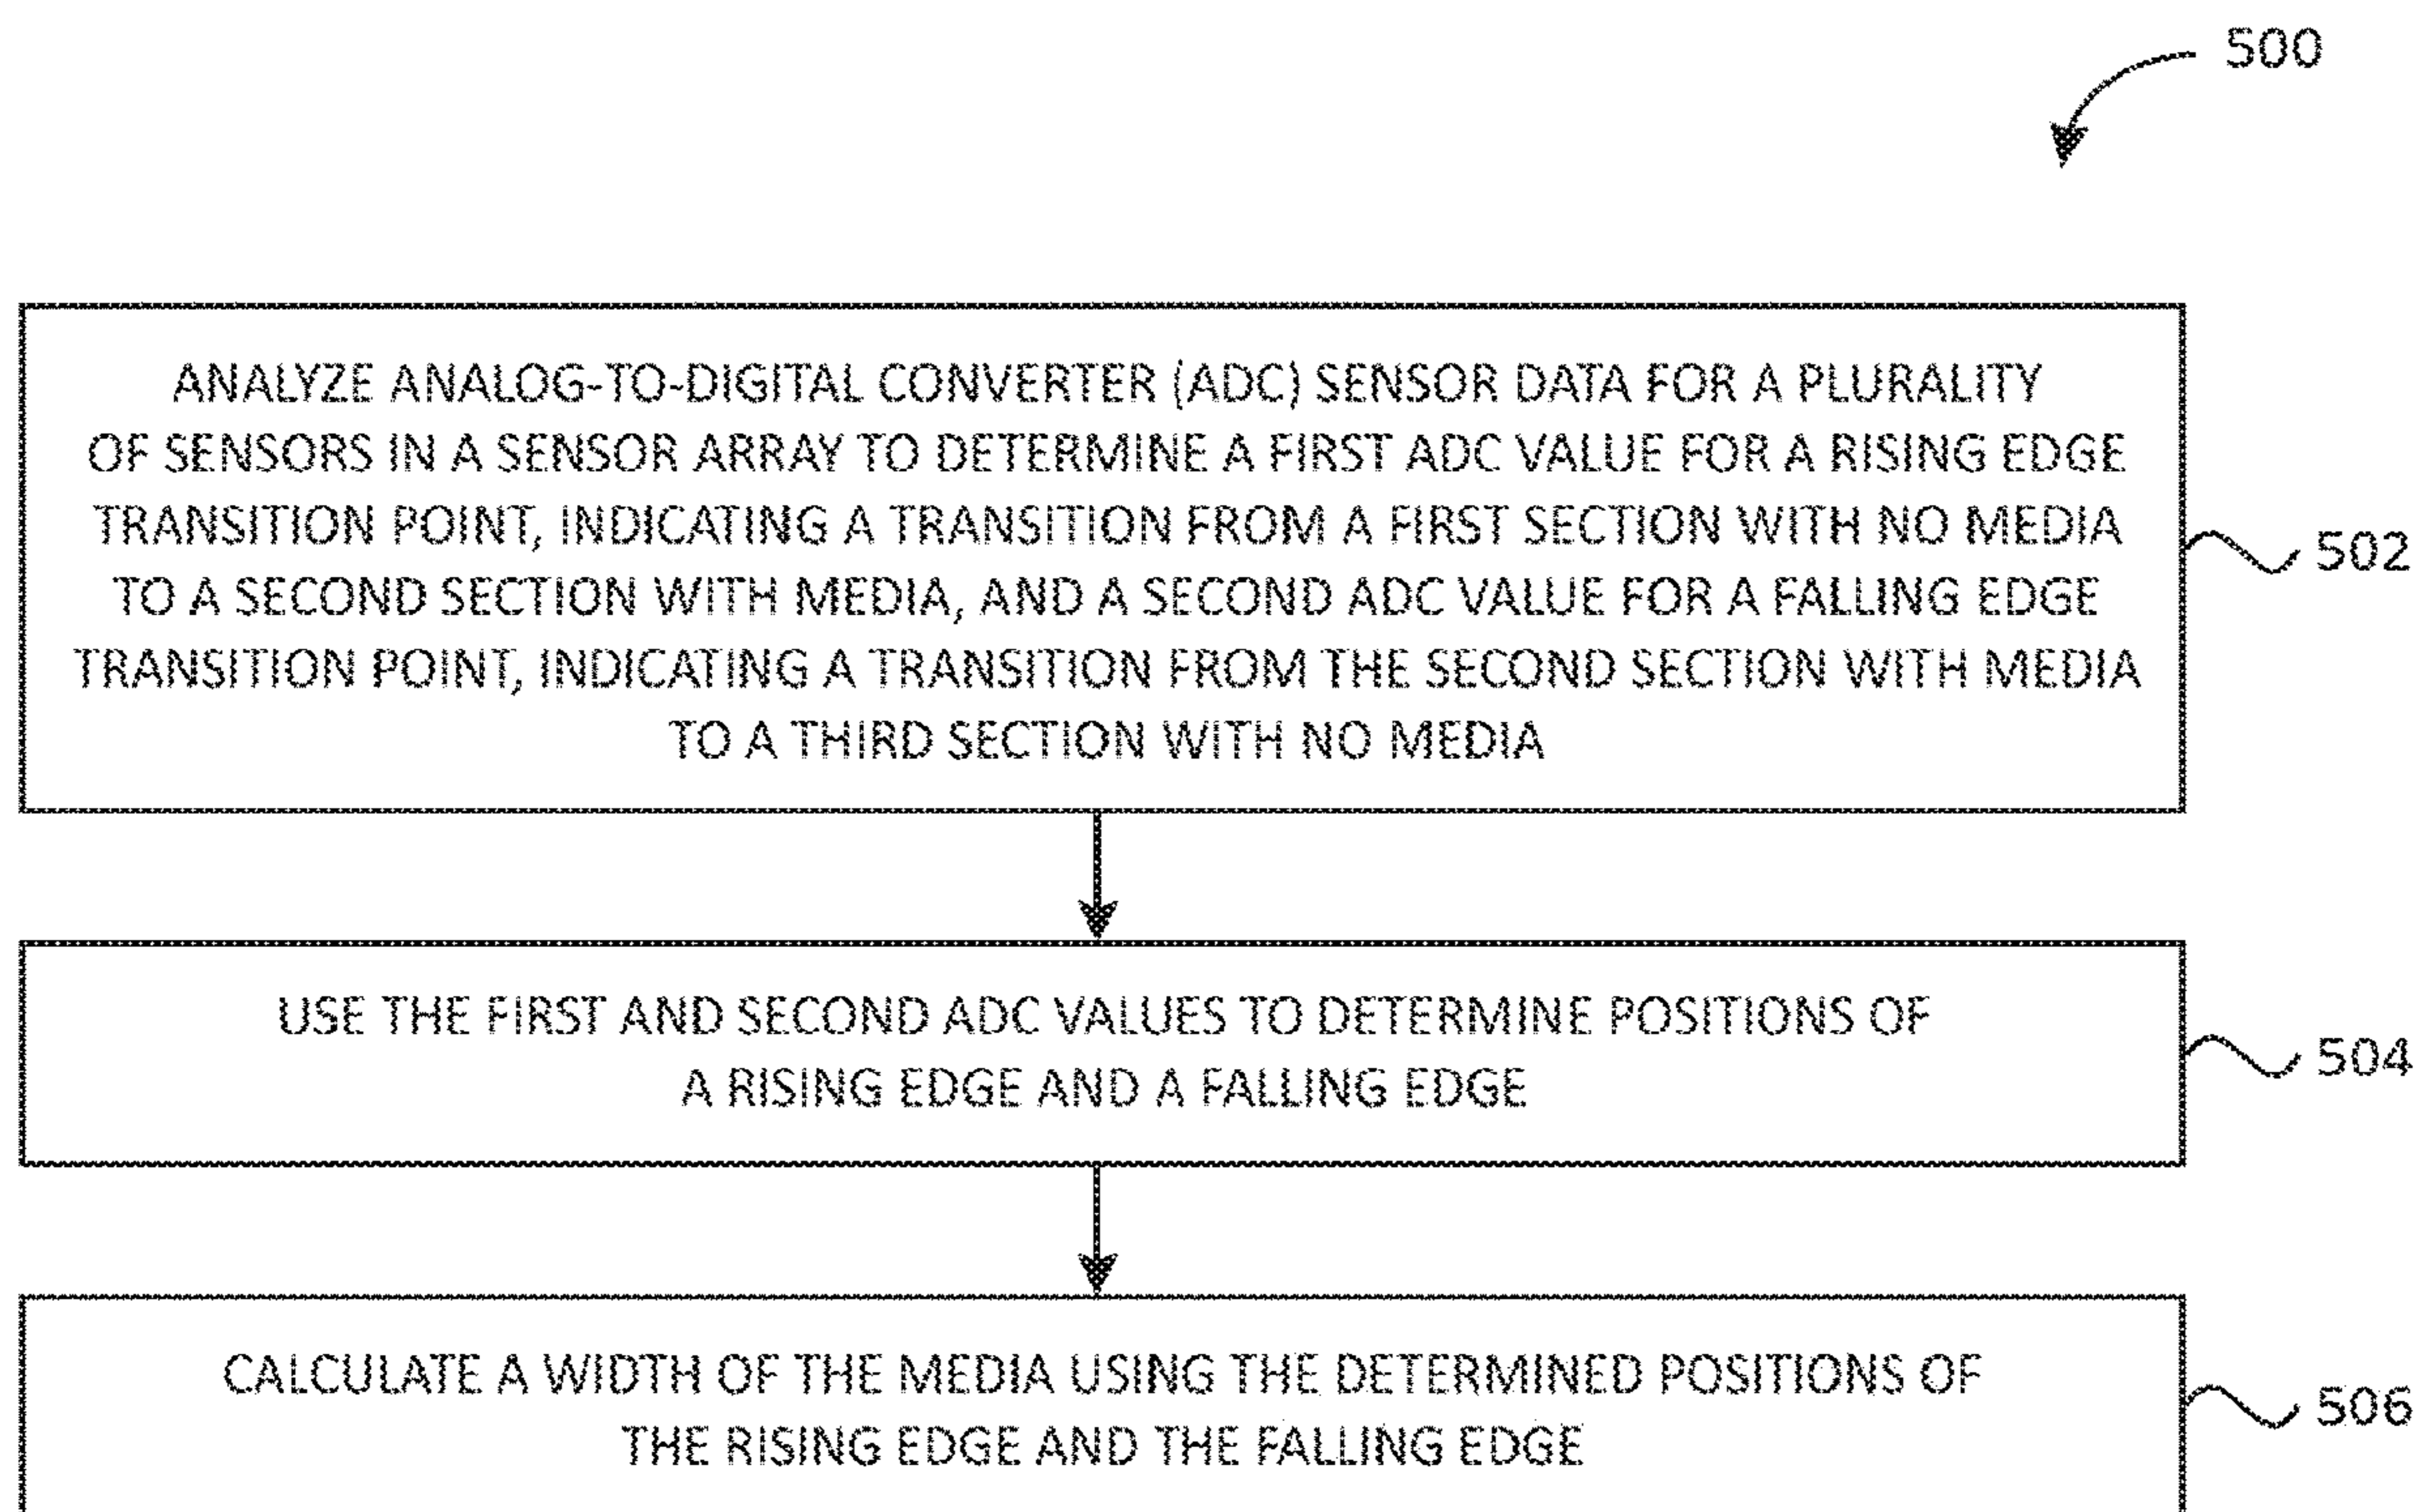 500
ANALYZE ANALOG-TO-DIGITAL CONVERTER (ADC) SENSOR DATA FOR A PLURALITY
OF SENSORS IN A SENSOR ARRAY TO DETERMINE A FIRST ADC VALUE FOR A RISING EDGE
TRANSITION POINT, INDICATING A TRANSITION FROM A FIRST SECTION WITH NO MEDIA
TO A SECOND SECTION WITH MEDIA, AND A SECOND ADC VALUE FOR A FALLING EDGE
TRANSITION POINT, INDICATING A TRANSITION FROM THE SECOND SECTION WITH MEDIA
TO A THIRD SECTION WITH NO MEDIA
502
USE THE FIRST AND SECOND ADC VALUES TO DETERMINE POSITIONS OF
A RISING EDGE AND A FALLING EDGE
504
CALCULATE A WIDTH OF THE MEDIA USING THE DETERMINED POSITIONS OF
THE RISING EDGE AND THE FALLING EDGE
506